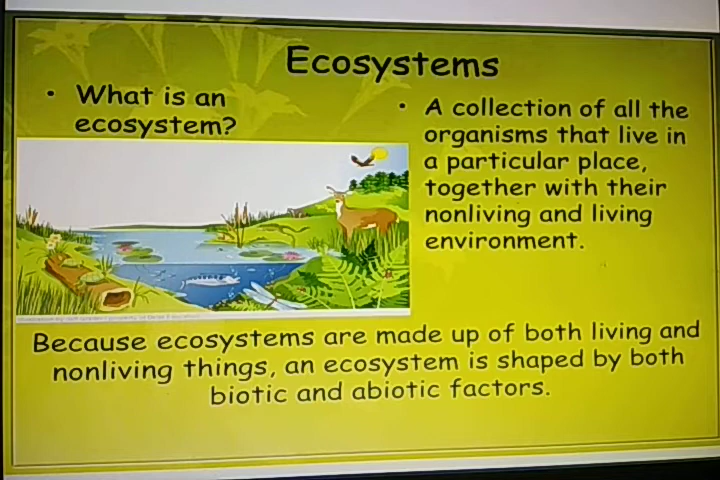 Ecosystems
• What is an
ecosystem?
• A collection of all the
organisms that live in
a particular place,
together with their
nonliving and living
environment.
Because ecosystems are made up of both living and
nonliving things, an ecosystem is shaped by both
biotic and abiotic factors.